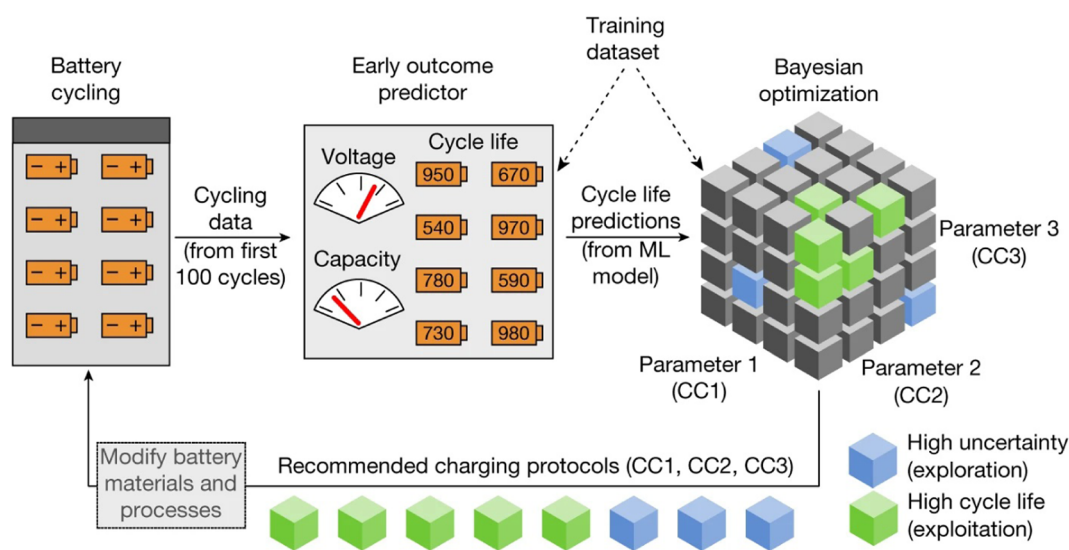 Training
dataset
Battery
cycling
Early outcome
predictor
Bayesian
optimization
Voltage
Cycle life
950
670
540
970
Capacity
780
590
730
980
- +
- +
- +
- +
- +
- +
- +
- +
Cycling
data
(from first
100 cycles)
Cycle life
predictions
(from ML
model)
Parameter 3
(CC3)
Parameter 1
(CC1)
Parameter 2
(CC2)
Modify battery
materials and
processes
Recommended charging protocols (CC1, CC2, CC3)
High uncertainty
(exploration)
High cycle life
(exploitation)